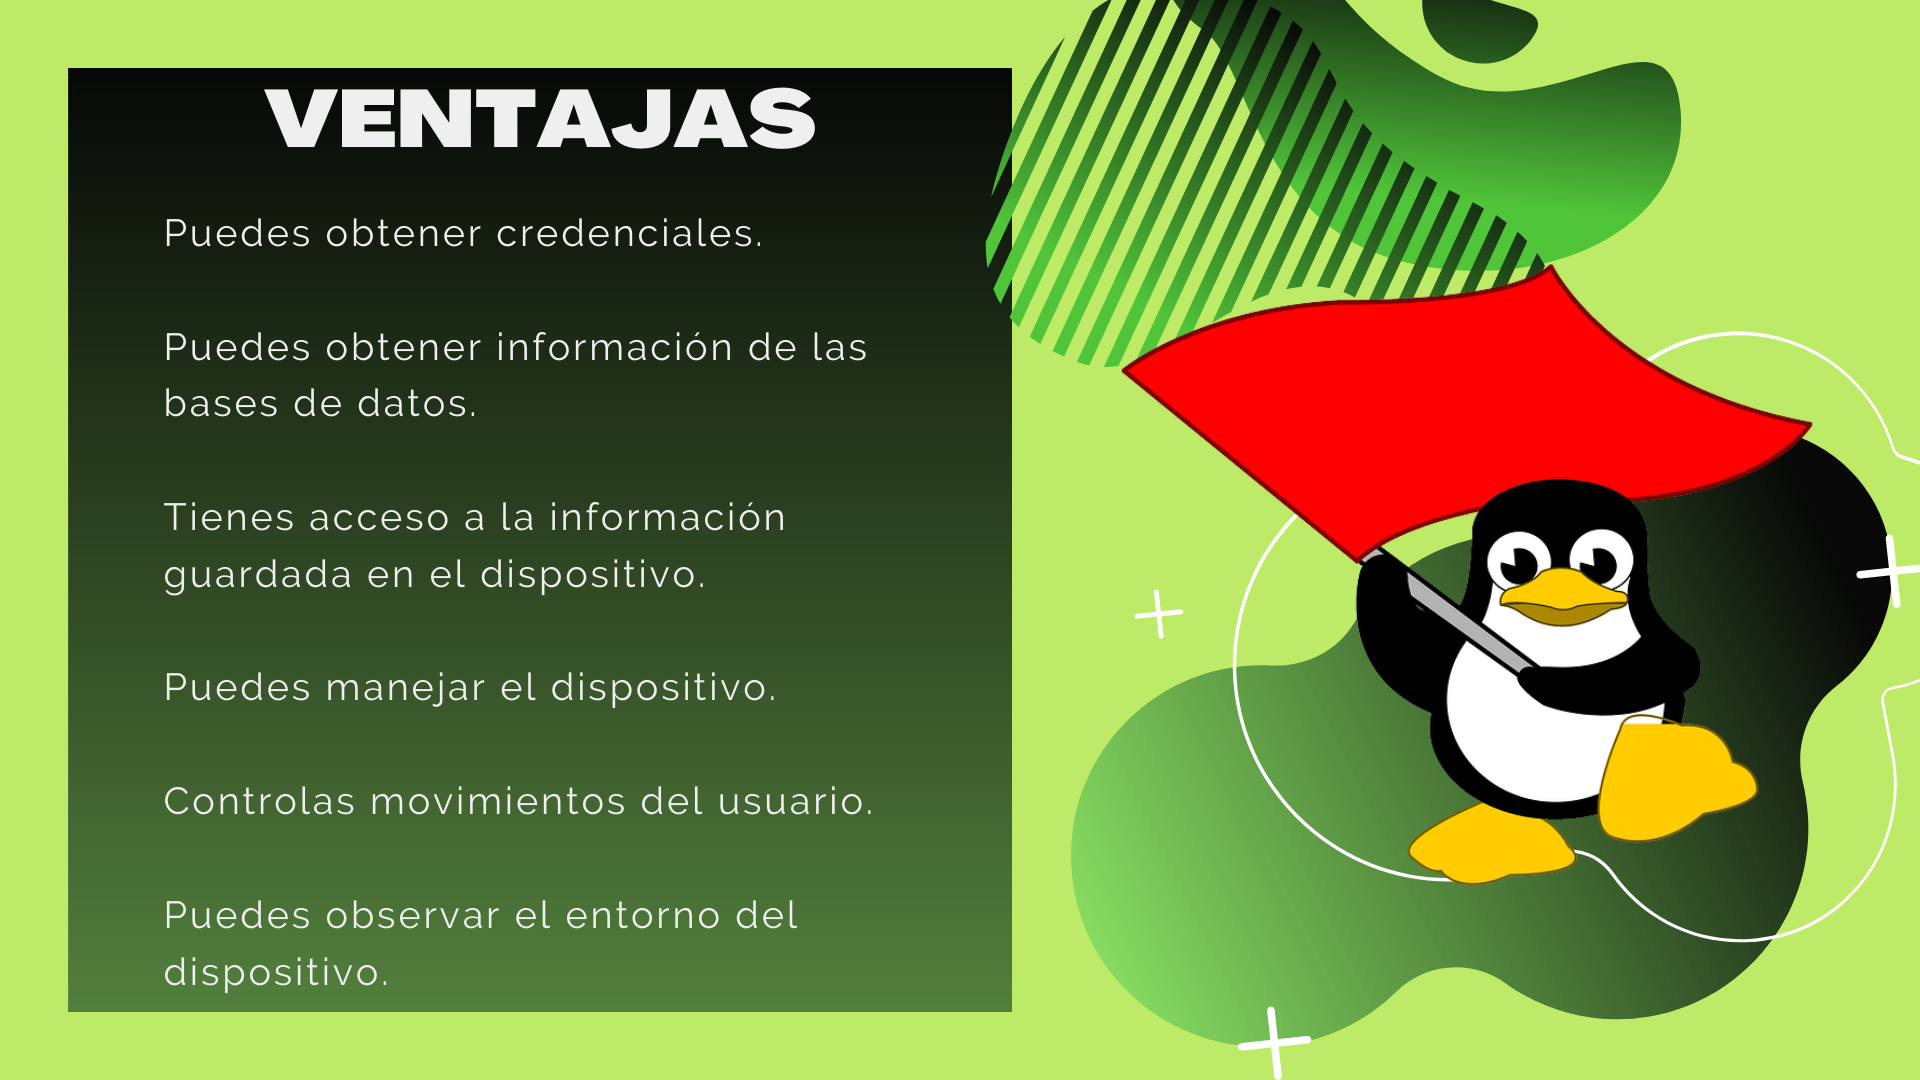 VENTAJAS
Puedes obtener credenciales.
Puedes obtener información de las
bases de datos.
Tienes acceso a la información
guardada en el dispositivo.
Puedes manejar el dispositivo.
Controlas movimientos del usuario.
Puedes observar el entorno del
dispositivo.